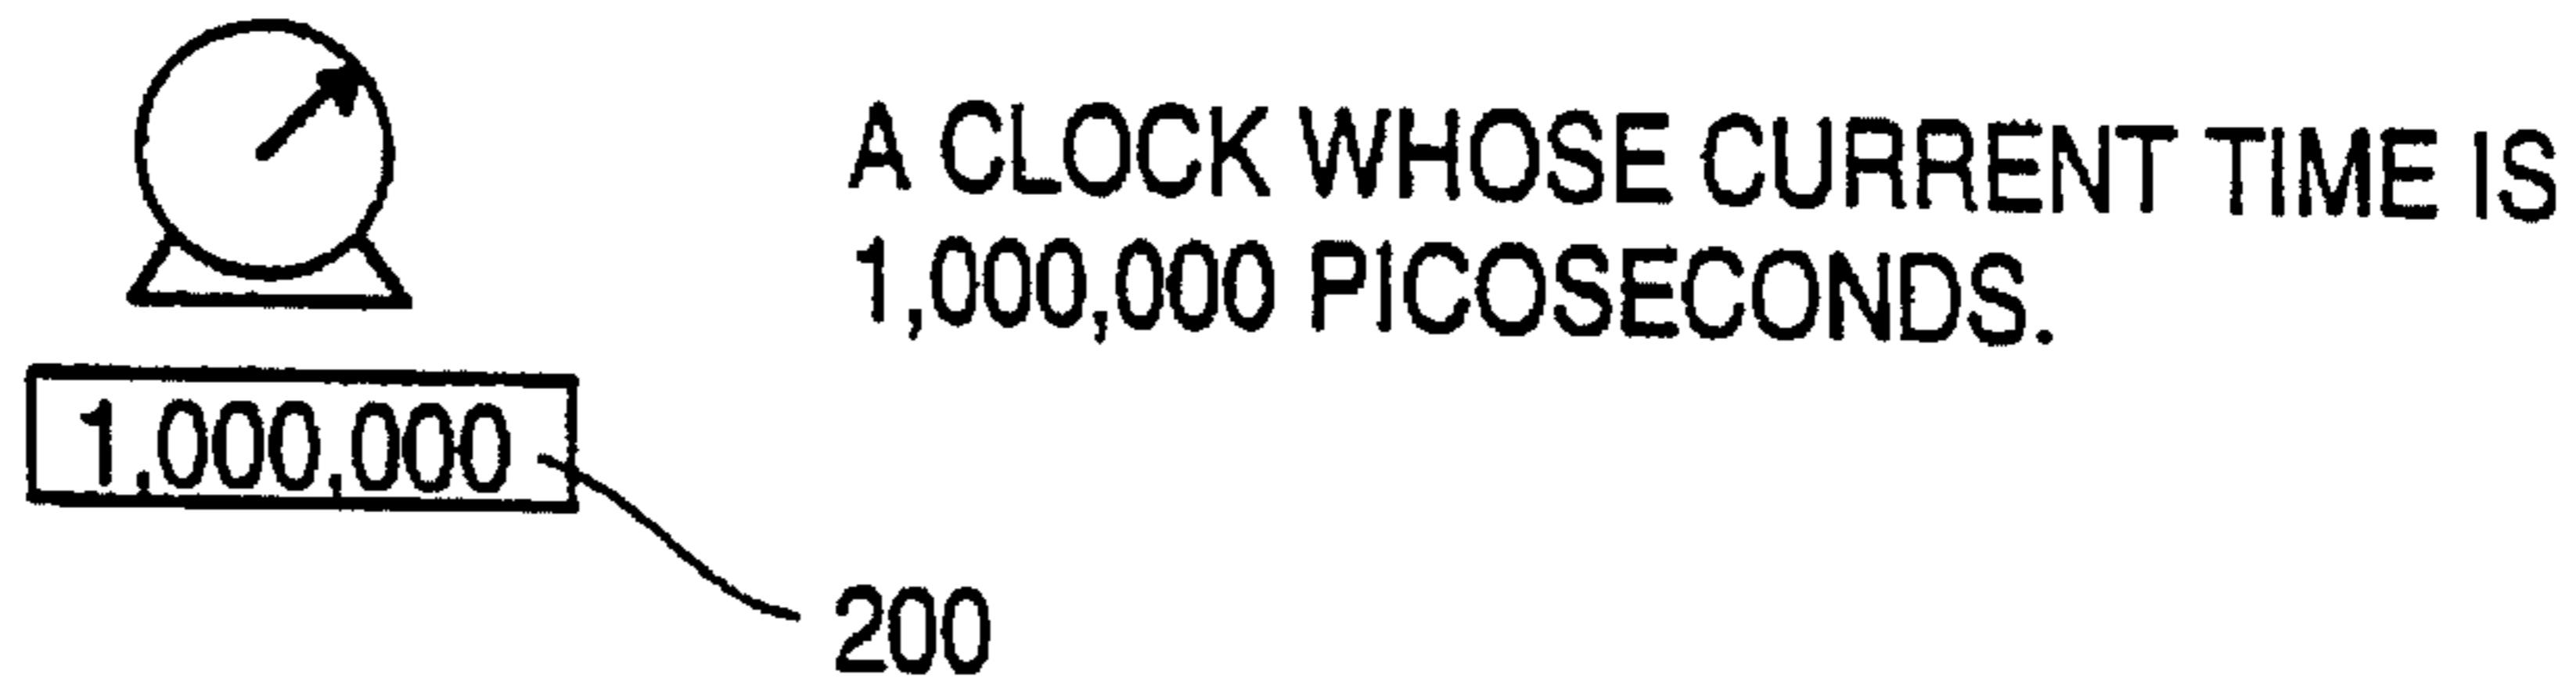 A CLOCK WHOSE CURRENT TIME IS
1,000,000 PICOSECONDS.
1,000,000
200